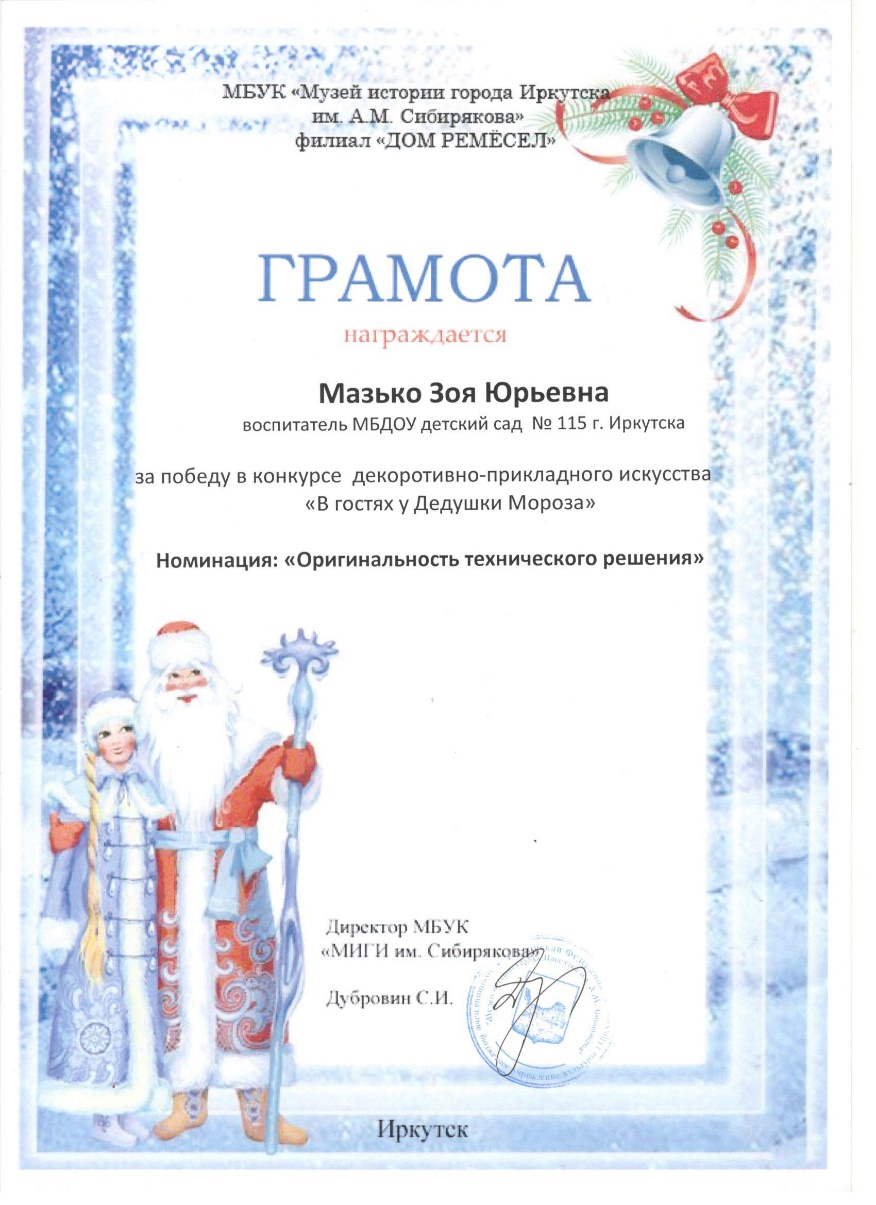 МБУК «Музей истории города Иркутска
им. А.М. Сибирякова»
филиал «ДОМ РЕМЁСЕЛ»
ГРАМОТА
награждается
Мазько Зоя Юрьевна
воспитатель МБДОУ детский сад № 115 г. Иркутска
за победу в конкурсе декоротивно-прикладного искусства
«В гостях у Дедушки Мороза»
Номинация: «Оригинальность технического решения»
Директор МБУК
«МИГИ им. Сибирякова»
Дубровин С.И.
Иркутск